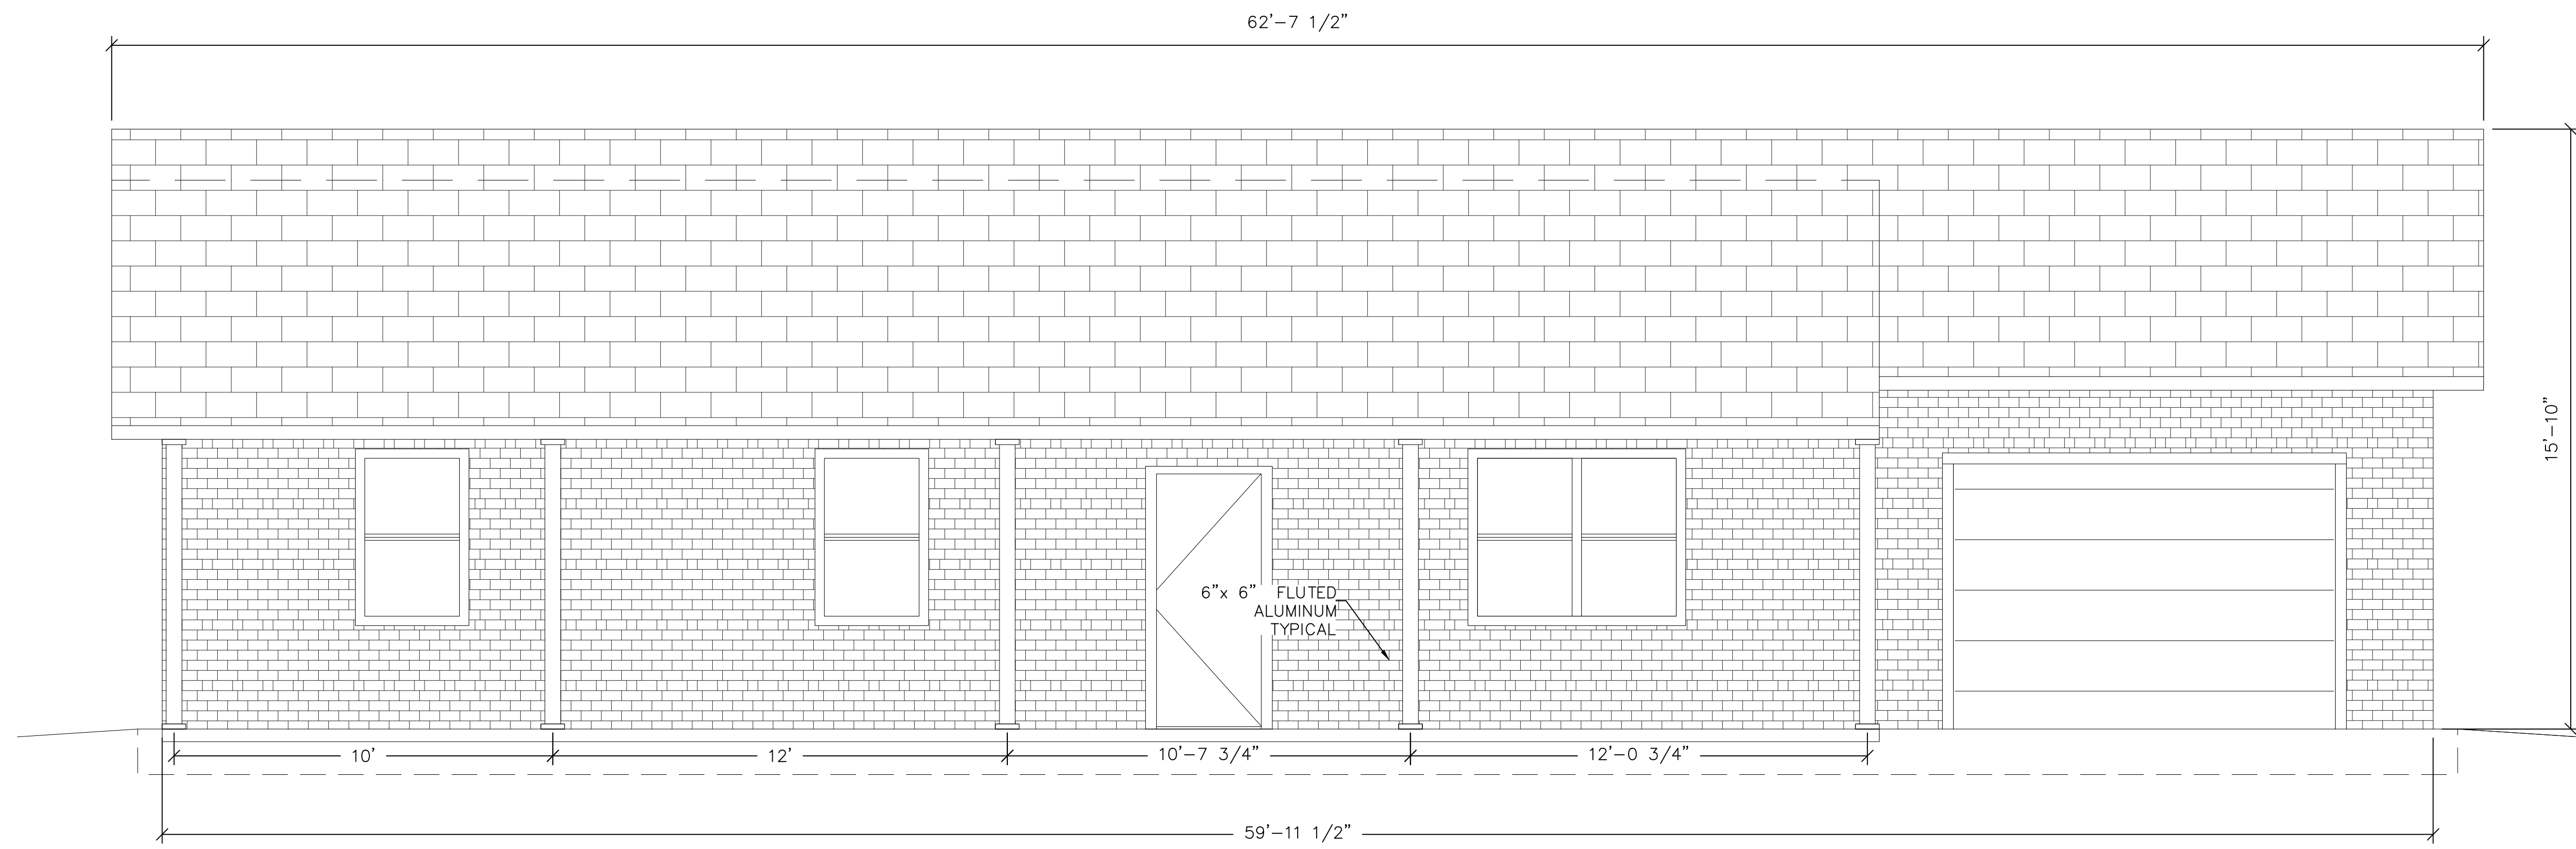 62’-7 1/2”
15’-10”
6”x 6” FLUTED
ALUMINUM
TYPICAL
10’
12’
10’-7 3/4”
12’-0 3/4”
59’-11 1/2”